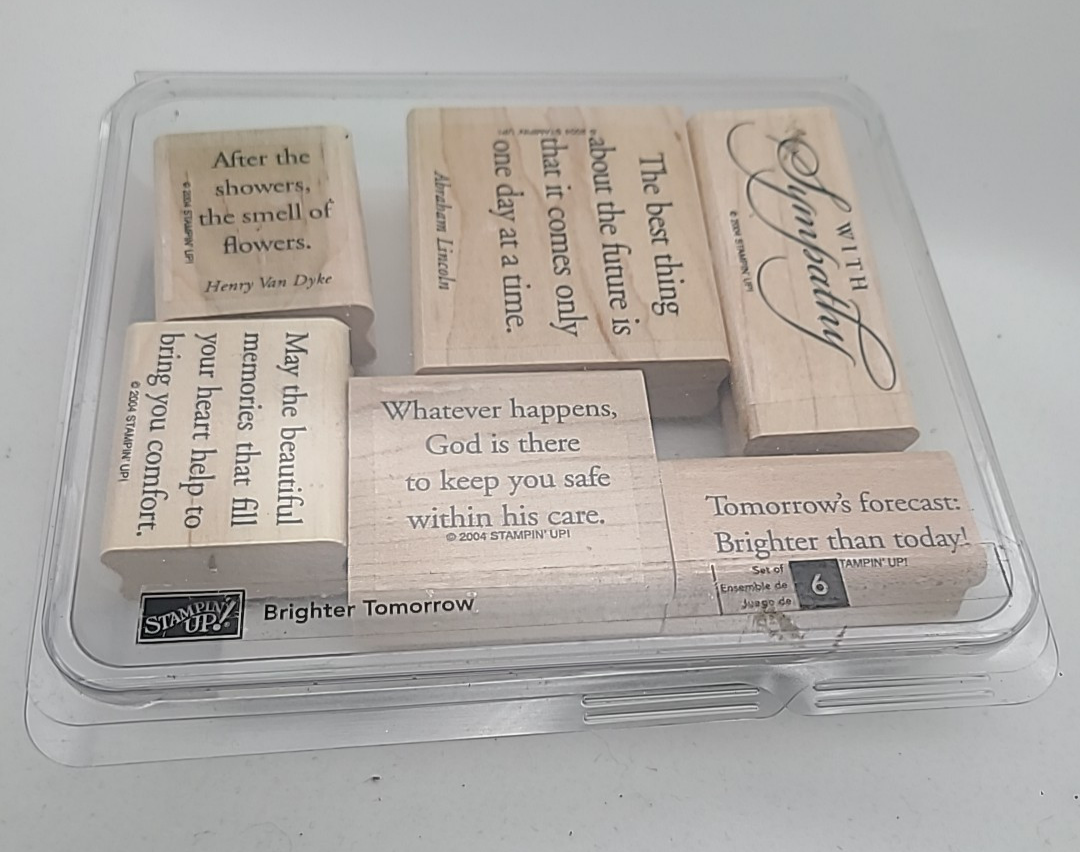 After the
showers,
the smell of
flowers.
Henry Van Dyke
© 2004 STAMPIN' UP!
The best thing
about the future is
that it comes only
one day at a time.
Abraham Lincoln
© 2004 STAMPIN' UP!
WITH
Sympathy
© 2004 STAMPIN' UP!
May the beautiful
memories that fill
your heart help to
bring you comfort.
© 2004 STAMPIN' UP!
Whatever happens,
God is there
to keep you safe
within his care.
© 2004 STAMPIN' UP!
Tomorrow's forecast:
Brighter than today!
TAMPIN' UP!
Set of
Ensemble de
Juego de
6
STAMPIN'
UP!®
Brighter Tomorrow